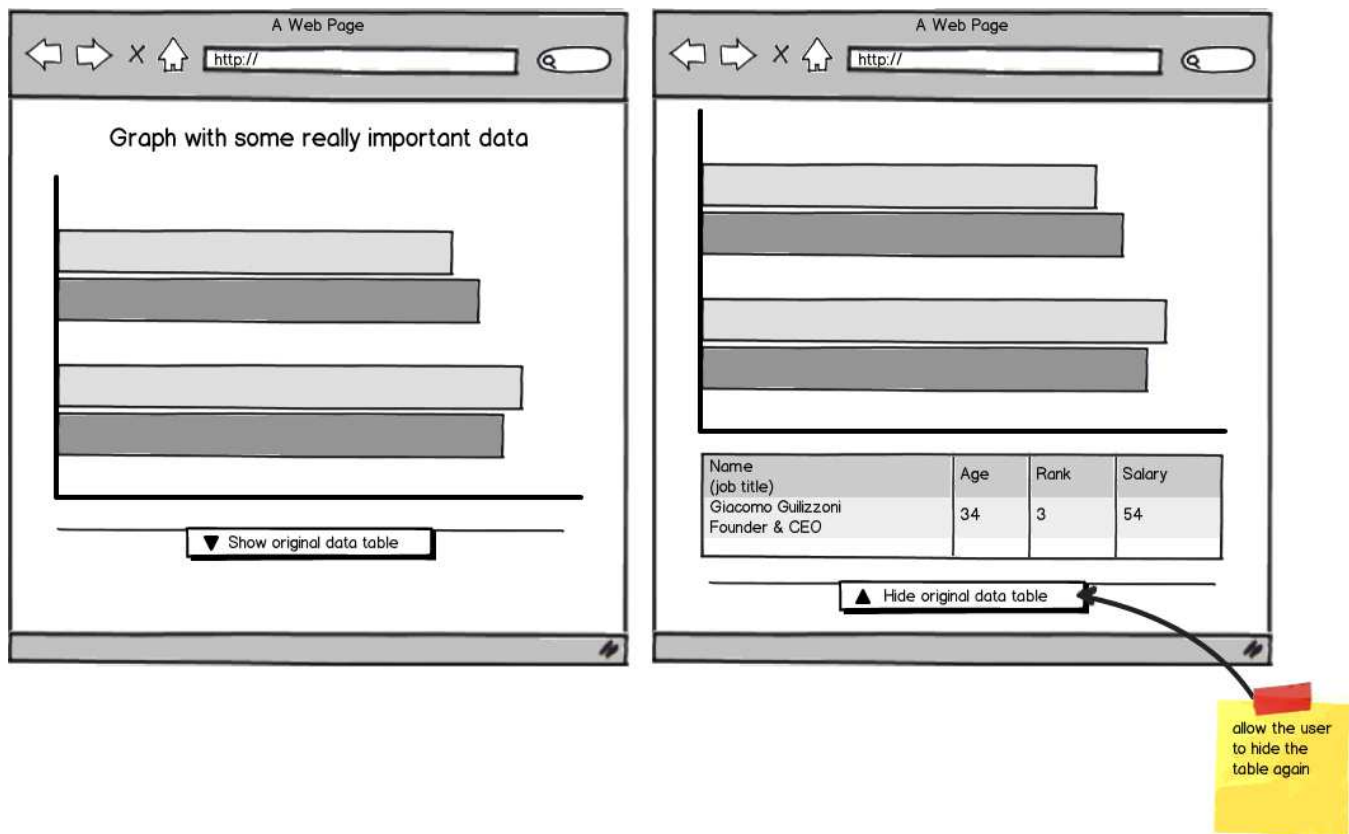 A Web Page
http://
Graph with some really important data
▼ Show original data table
A Web Page
http://
Name
(job title)
Age
Rank
Salary
Giacomo Guilizzoni
Founder & CEO
34
3
54
▲ Hide original data table
allow the user
to hide the
table again